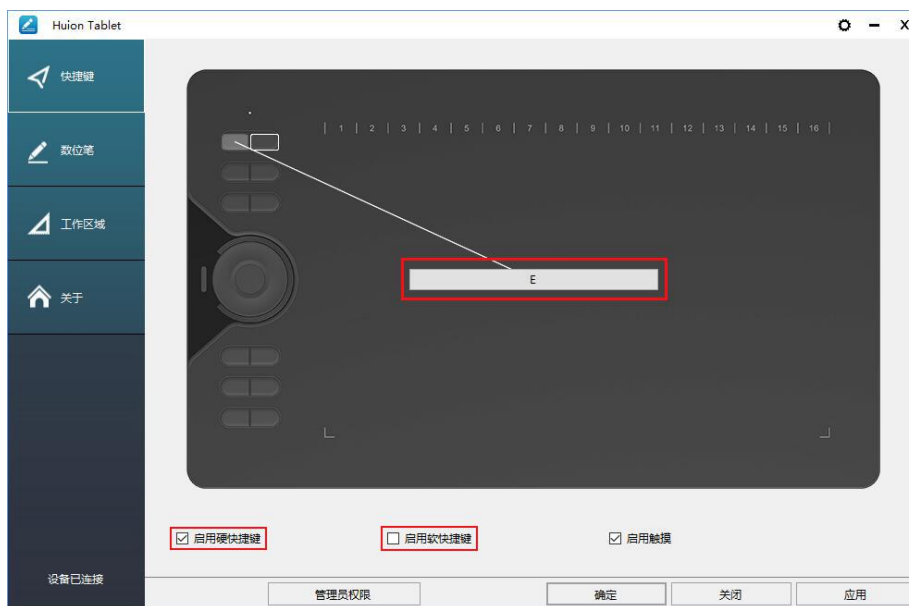 Huion Tablet
快捷键
数位笔
工作区域
关于
设备已连接
| 1 | 2 | 3 | 4 | 5 | 6 | 7 | 8 | 9 | 10 | 11 | 12 | 13 | 14 | 15 | 16 |
E
启用硬快捷键 启用软快捷键 启用触摸
管理员权限 确定 关闭 应用